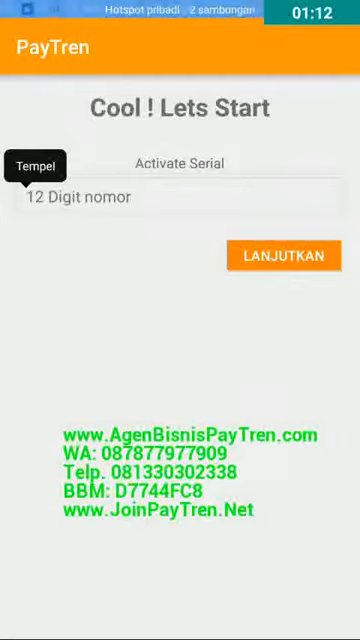 Hotspot pribadi , 2 sambungan
01:12
PayTren
Cool ! Lets Start
Activate Serial
Tempel
12 Digit nomor
LANJUTKAN
www.AgenBisnisPayTren.com
WA: 087877977909
Telp. 081330302338
BBM: D7744FC8
www.JoinPayTren.Net